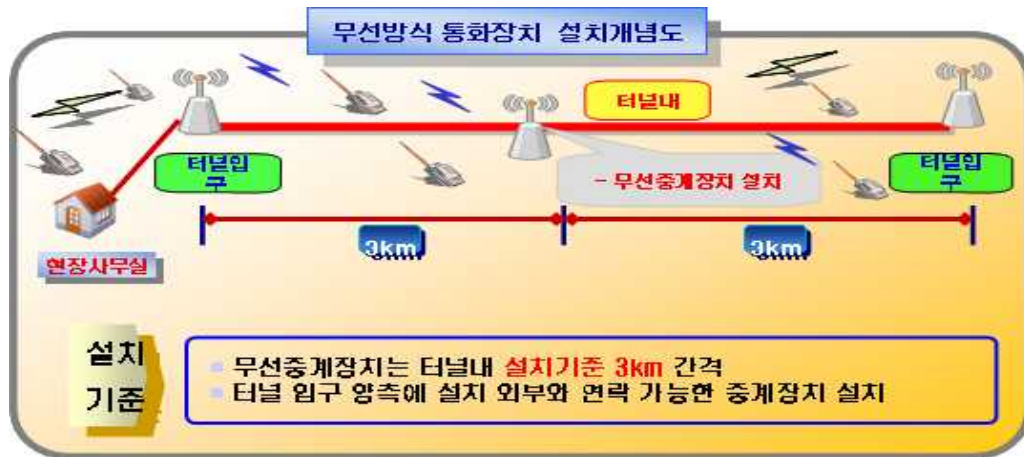 무선방식 통화장치 설치개념도
터널내
터널입
구
- 무선중계장치 설치
터널입
구
3km
3km
현장사무실
설치
기준
무선중계장치는 터널내 설치기준 3km 간격
터널 입구 양측에 설치 외부와 연락 가능한 중계장치 설치